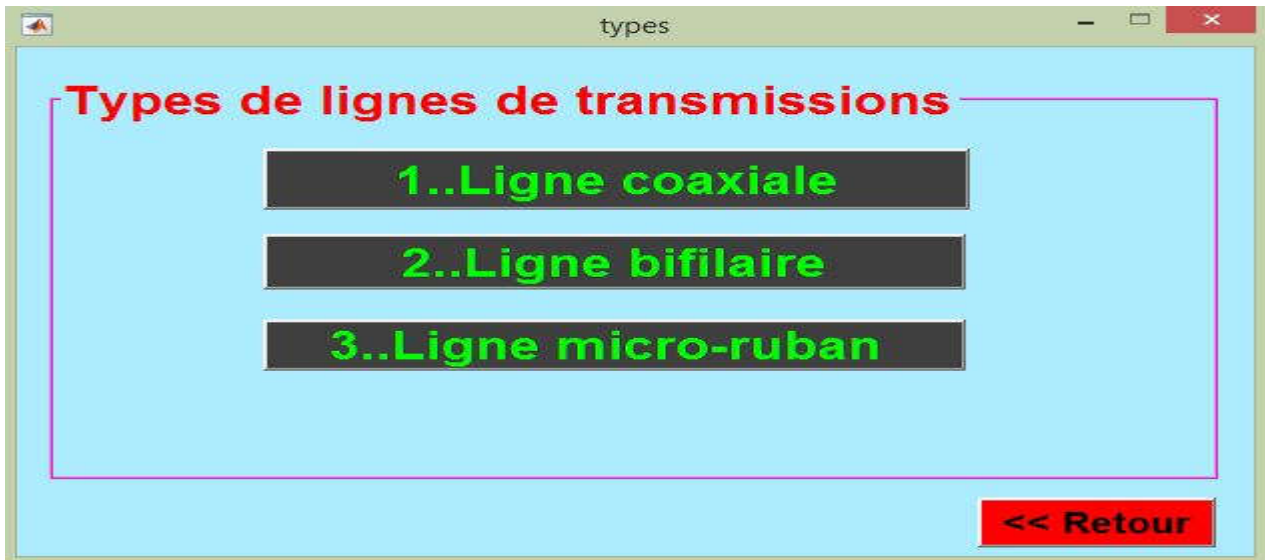 types
Types de lignes de transmissions
1..Ligne coaxiale
2..Ligne bifilaire
3..Ligne micro-ruban
<< Retour